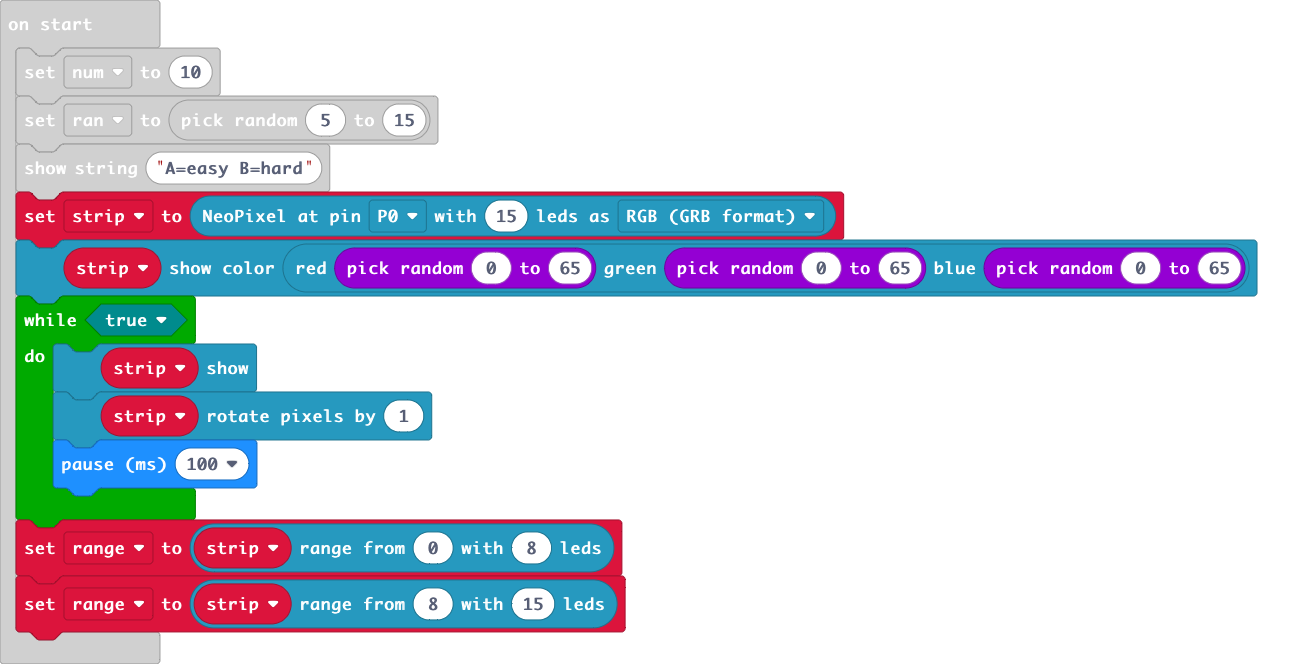 on start
set num to 10
set ran to pick random 5 to 15
show string "A=easy B=hard"
set strip to NeoPixel at pin P0 with 15 leds as RGB (GRB format)
strip show color red pick random 0 to 65 green pick random 0 to 65 blue pick random 0 to 65
while true
do
strip show
strip rotate pixels by 1
pause (ms) 100
set range to strip range from 0 with 8 leds
set range to strip range from 8 with 15 leds